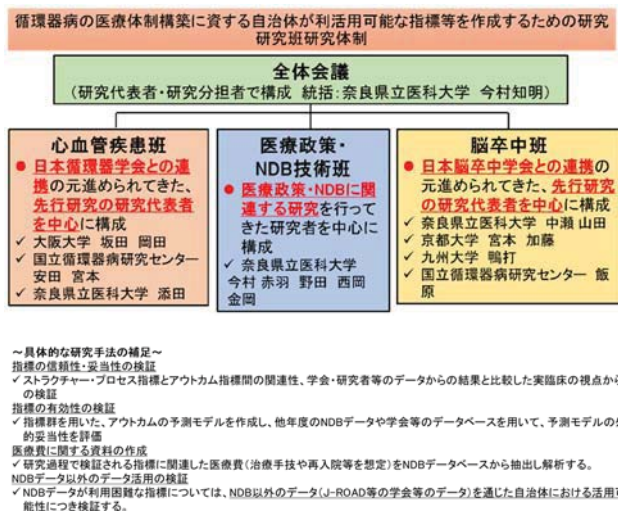 循環器病の医療体制構築に資する自治体が利活用可能な指標等を作成するための研究
研究班研究体制
全体会議
(研究代表者・研究分担者で構成 統括:奈良県立医科大学 今村知明)
心血管疾患班
● 日本循環器学会との連
携の元進められてきた、
先行研究の研究代表者
を中心に構成
✓ 大阪大学 坂田 岡田
✓ 国立循環器病研究センター
安田 宮本
✓ 奈良県立医科大学 添田
医療政策・
NDB技術班
● 医療政策・NDBに関
連する研究を行って
きた研究者を中心に
構成
✓ 奈良県立医科大学
今村 赤羽 野田 西岡
金岡
脳卒中班
● 日本脳卒中学会との連携の
元進められてきた、先行研究
の研究代表者を中心に構成
✓ 奈良県立医科大学 中瀬 山田
✓ 京都大学 宮本 加藤
✓ 九州大学 鴨打
✓ 国立循環器病研究センター 飯
原
~具体的な研究手法の補足~
指標の信頼性・妥当性の検証
✓ ストラクチャー・プロセス指標とアウトカム指標間の関連性、学会・研究者等のデータからの結果と比較した実臨床の視点から
の検証
指標の有効性の検証
✓ 指標群を用いた、アウトカムの予測モデルを作成し、他年度のNDBデータや学会等のデータベースを用いて、予測モデルの外
的妥当性を評価
医療費に関する資料の作成
✓ 研究過程で検証される指標に関連した医療費(治療手技や再入院等を想定)をNDBデータベースから抽出し解析する。
NDBデータ以外のデータ活用の検証
✓ NDBデータが利用困難な指標については、NDB以外のデータ(J-ROAD等の学会等のデータ)を通じた自治体における活用可
能性につき検証する。